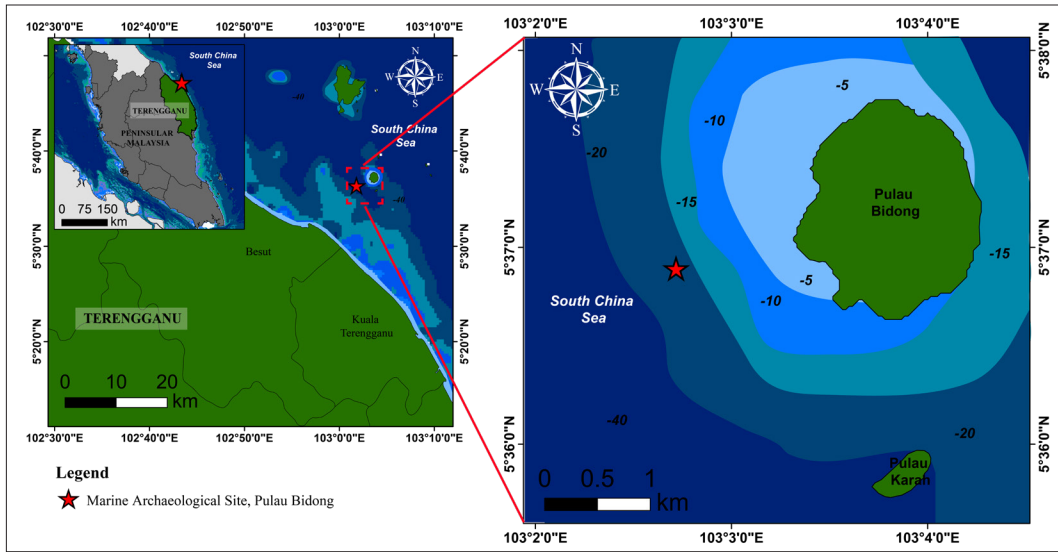 102°30'0"E 102°40'0"E 102°50'0"E 103°0'0"E 103°10'0"E
South China
Sea
TERENGGANU
PENINSULAR
MALAYSIA
0 75 150
km
N
W E
S
-40
South China
Sea
-40
5°40'0"N
5°30'0"N
5°20'0"N
5°40'0"N
5°30'0"N
5°20'0"N
Besut
TERENGGANU
Kuala
Terengganu
0 10 20
km
102°30'0"E 102°40'0"E 102°50'0"E 103°0'0"E 103°10'0"E
Legend
Marine Archaeological Site, Pulau Bidong
103°2'0"E 103°3'0"E 103°4'0"E
N
W E
S
-5
-10
-20
-15
Pulau
Bidong
-15
-5
-10
South China
Sea
-40
-20
Pulau
Karah
0 0.5 1
km
5°37'0"N
5°36'0"N
5°38'0"N
5°37'0"N
5°36'0"N
103°2'0"E 103°3'0"E 103°4'0"E